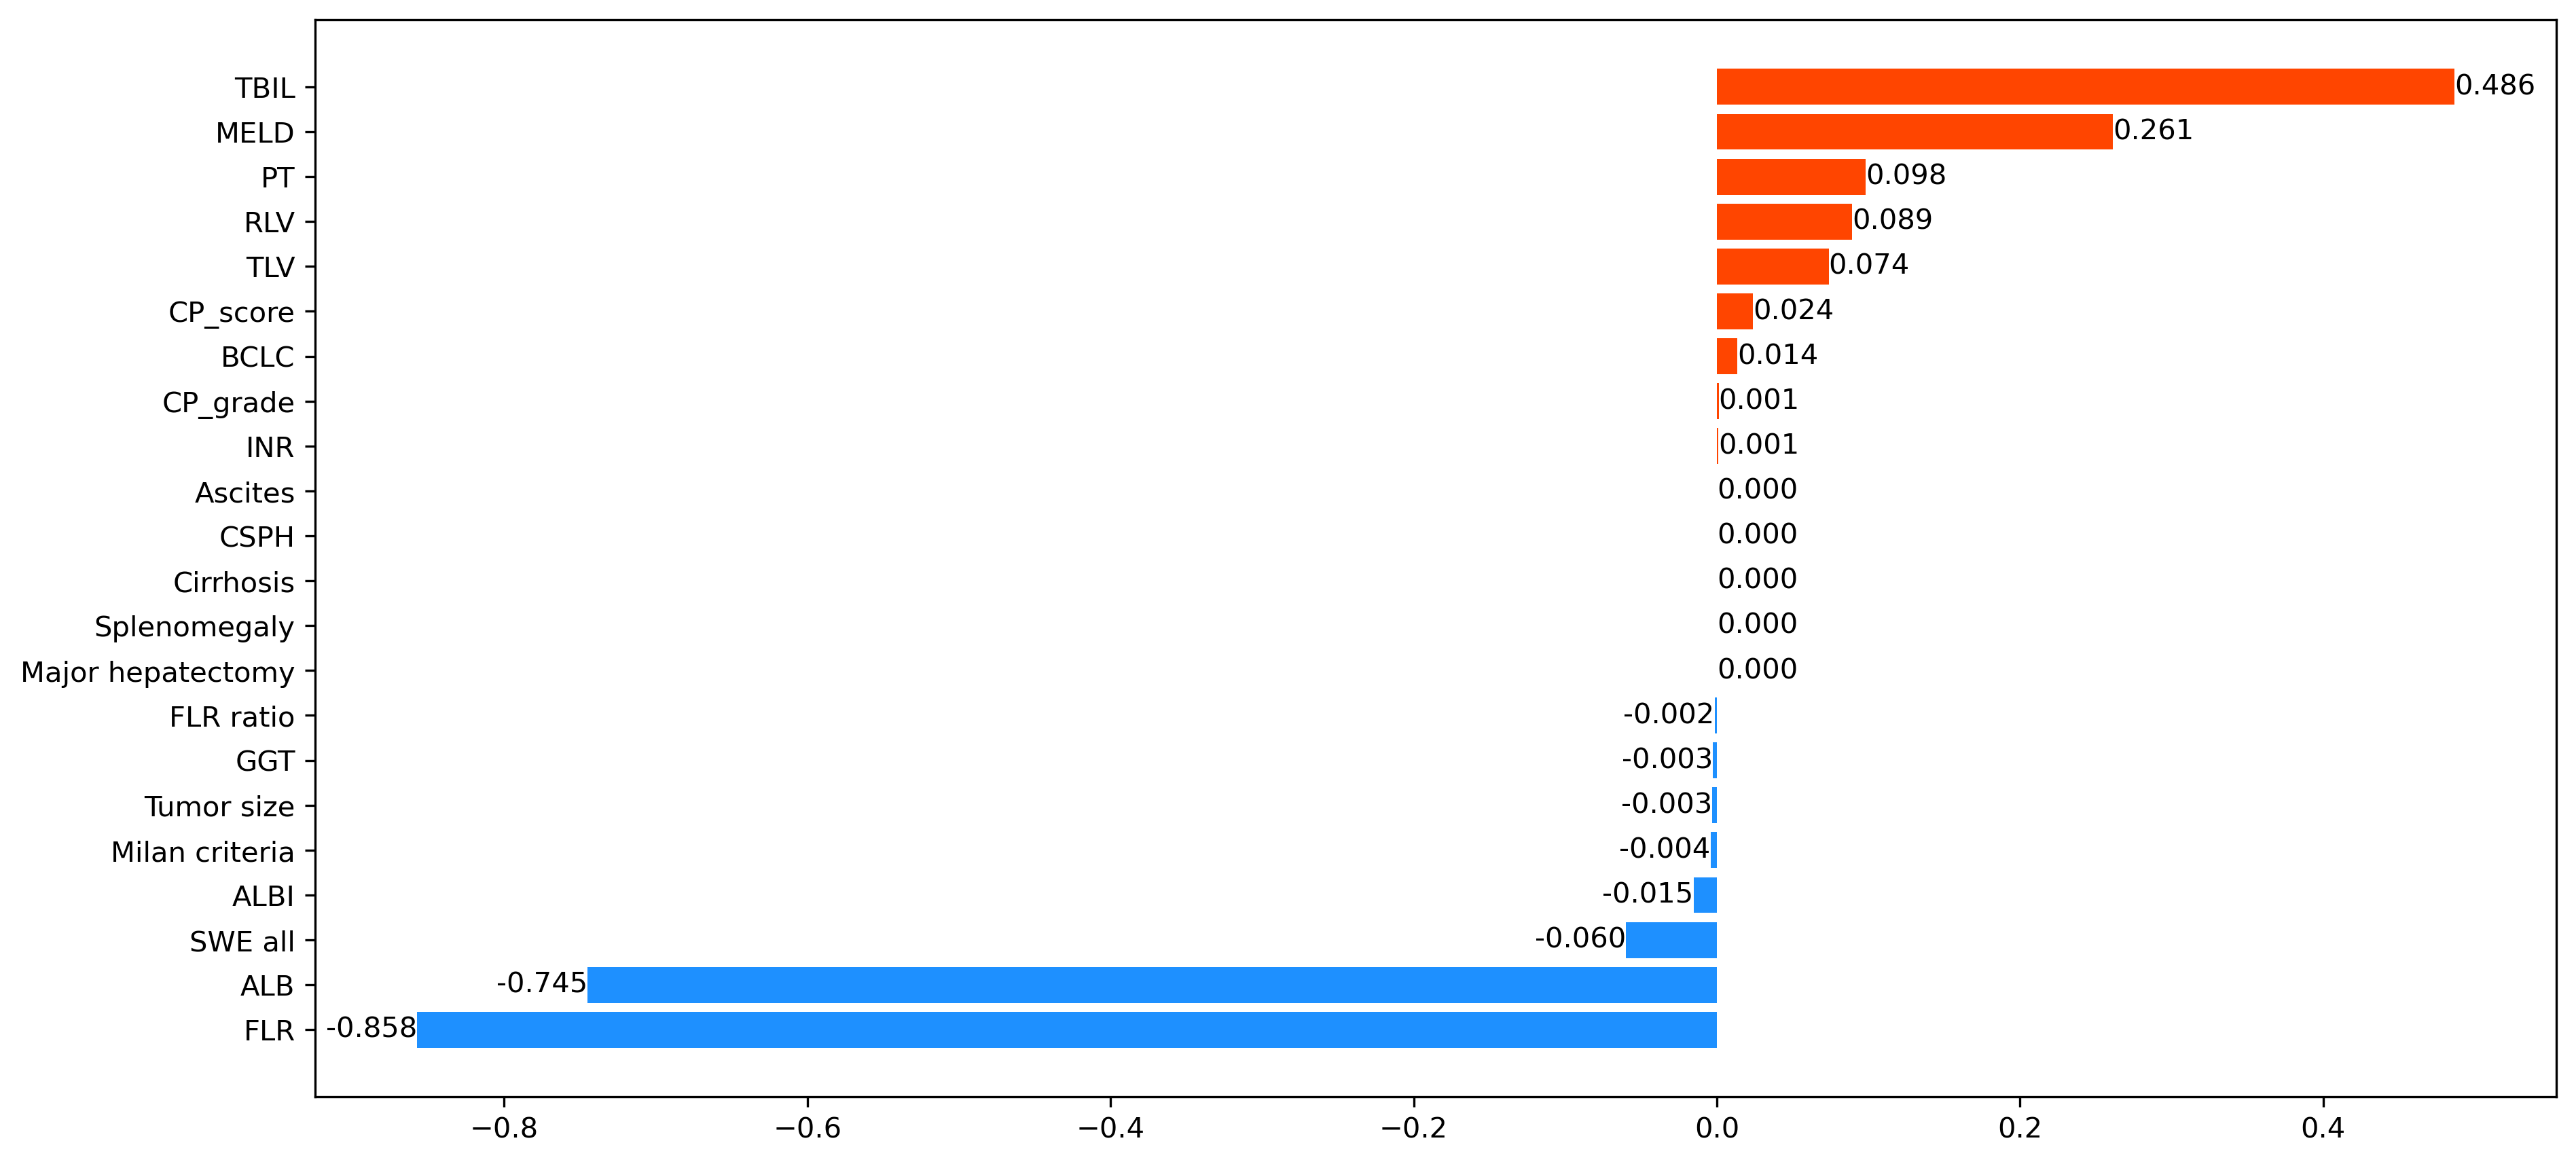 TBIL 0.486
MELD 0.261
PT 0.098
RLV 0.089
TLV 0.074
CP_score 0.024
BCLC 0.014
CP_grade 0.001
INR 0.001
Ascites 0.000
CSPH 0.000
Cirrhosis 0.000
Splenomegaly 0.000
Major hepatectomy 0.000
FLR ratio -0.002
GGT -0.003
Tumor size -0.003
Milan criteria -0.004
ALBI -0.015
SWE all -0.060
ALB -0.745
FLR -0.858
−0.8 −0.6 −0.4 −0.2 0.0 0.2 0.4